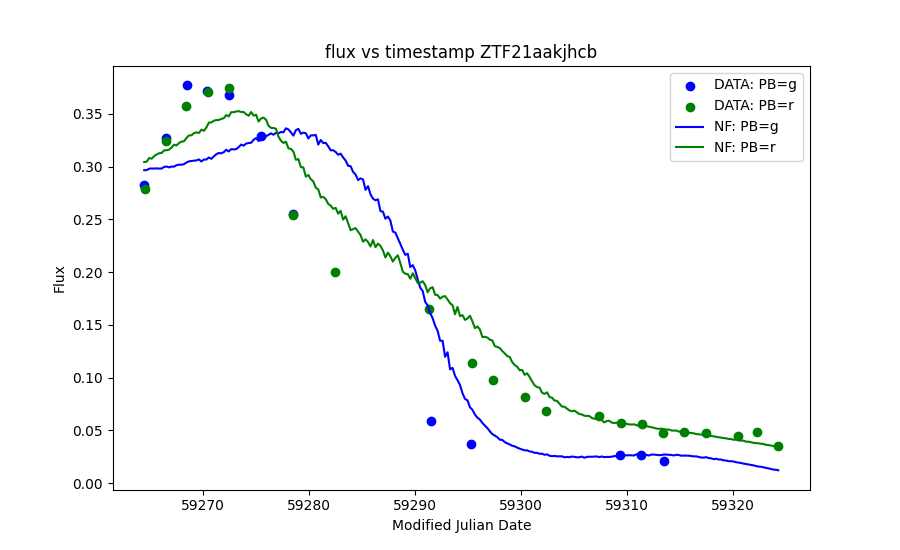 flux vs timestamp ZTF21aakjhcb
DATA: PB=g
DATA: PB=r
NF: PB=g
NF: PB=r
Flux
0.35
0.30
0.25
0.20
0.15
0.10
0.05
0.00
59270 59280 59290 59300 59310 59320
Modified Julian Date